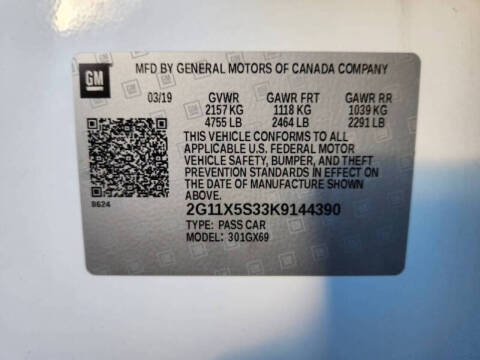 GM
MFD BY GENERAL MOTORS OF CANADA COMPANY
03/19 GVWR GAWR FRT GAWR RR
2157 KG 1118 KG 1039 KG
4755 LB 2464 LB 2291 LB
THIS VEHICLE CONFORMS TO ALL
APPLICABLE U.S. FEDERAL MOTOR
VEHICLE SAFETY, BUMPER, AND THEFT
PREVENTION STANDARDS IN EFFECT ON
THE DATE OF MANUFACTURE SHOWN
ABOVE.
8624
2G11X5S33K9144390
TYPE: PASS CAR
MODEL: 301GX69